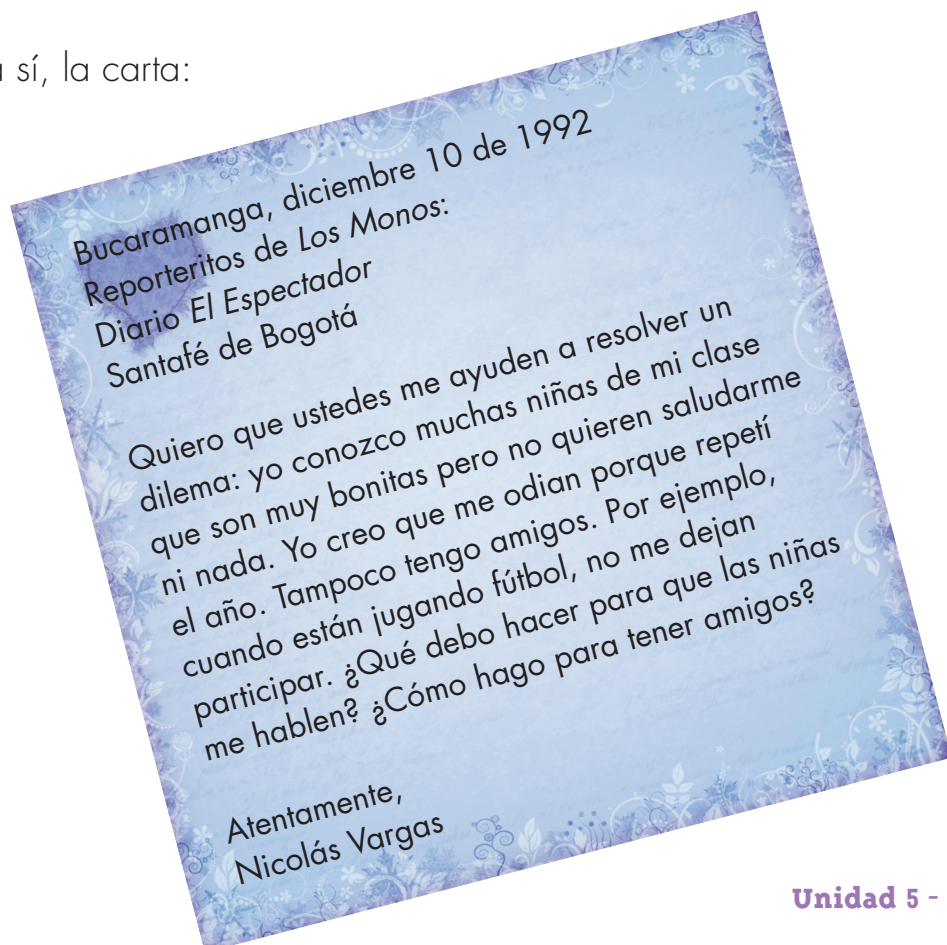 sí, la carta:
Bucaramanga, diciembre 10 de 1992
Reporteritos de Los Monos:
Diario El Espectador
Santafé de Bogotá
Quiero que ustedes me ayuden a resolver un
dilema: yo conozco muchas niñas de mi clase
que son muy bonitas pero no quieren saludarme
ni nada. Yo creo que me odian porque repetí
el año. Tampoco tengo amigos. Por ejemplo,
cuando están jugando fútbol, no me dejan
participar. ¿Qué debo hacer para que las niñas
me hablen? ¿Cómo hago para tener amigos?
Atentamente,
Nicolás Vargas
Unidad 5 -